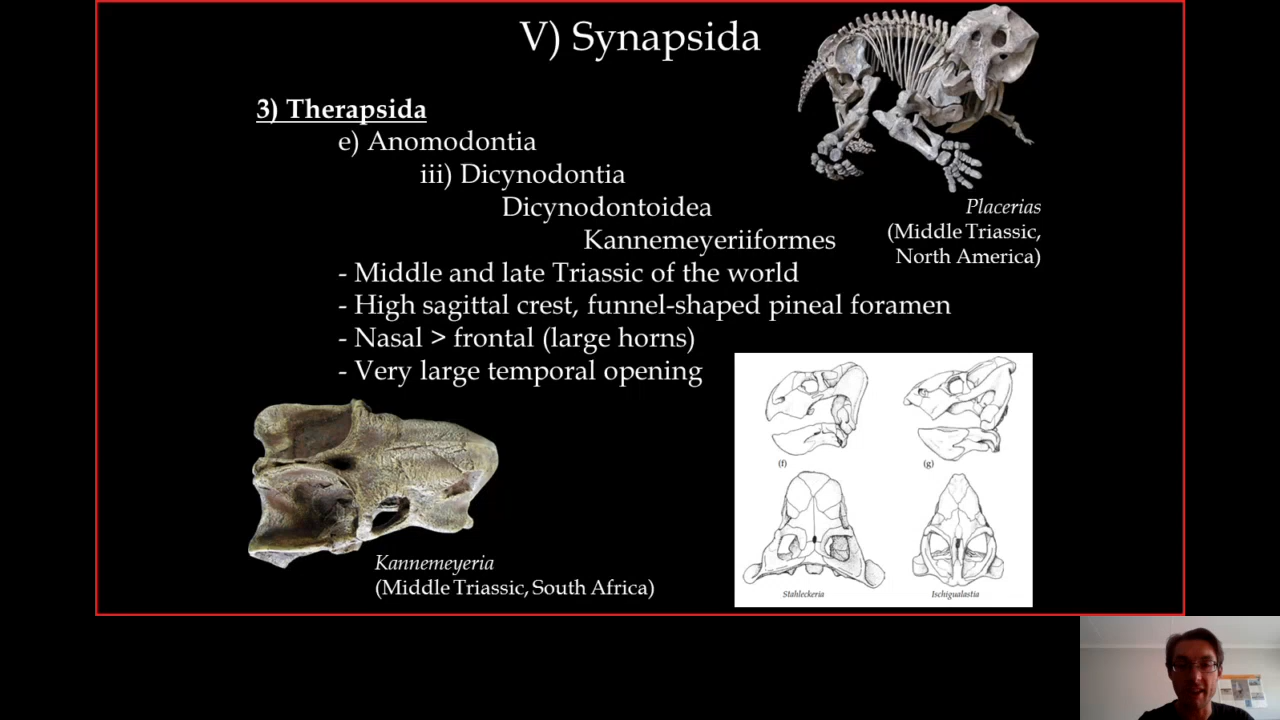 V) Synapsida
3) Therapsida
e) Anomodontia
iii) Dicynodontia
Dicynodontoidea
Kannemeyeriiformes
- Middle and late Triassic of the world
- High sagittal crest, funnel-shaped pineal foramen
- Nasal > frontal (large horns)
- Very large temporal opening
Placerias
(Middle Triassic,
North America)
Kannemeyeria
(Middle Triassic, South Africa)
(f)
(g)
Stahleckeria
Ischigualastia